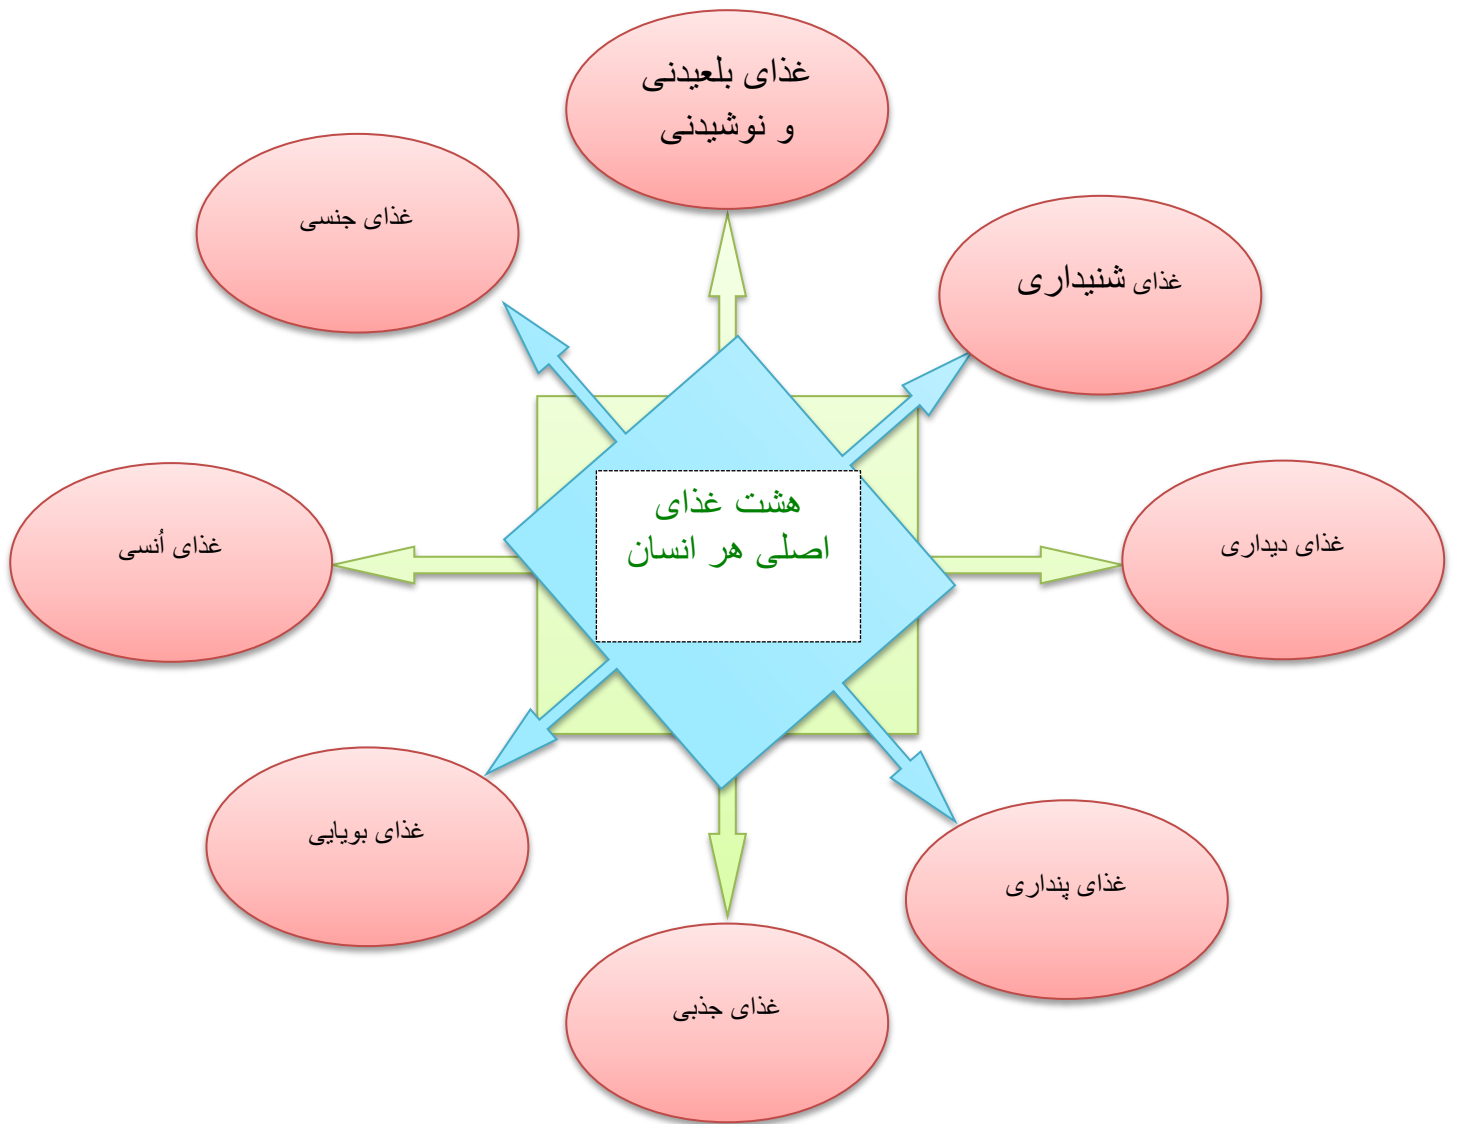 غذای بلعیدنی
و نوشیدنی
غذای جنسی
غذای شنیداری
هشت غذای
اصلی هر انسان
غذای اُنسی
غذای دیداری
غذای بویایی
غذای پنداری
غذای جذبی